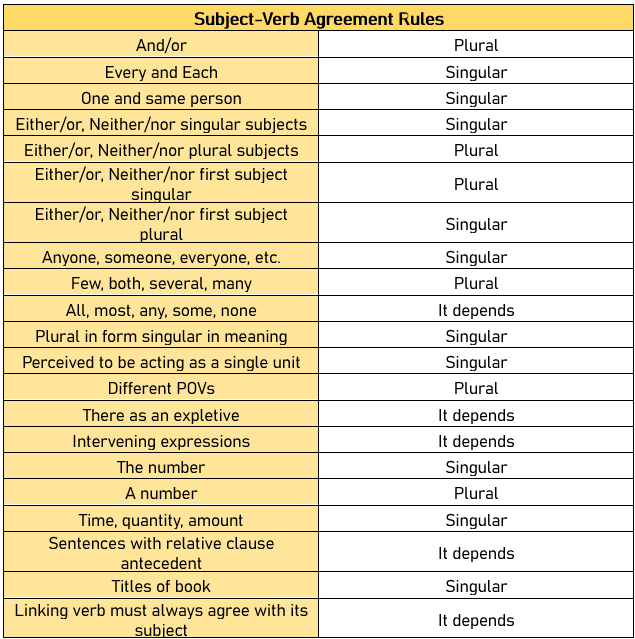 Subject-Verb Agreement Rules
And/or Plural
Every and Each Singular
One and same person Singular
Either/or, Neither/nor singular subjects Singular
Either/or, Neither/nor plural subjects Plural
Either/or, Neither/nor first subject
singular Plural
Either/or, Neither/nor first subject
plural Singular
Anyone, someone, everyone, etc. Singular
Few, both, several, many Plural
All, most, any, some, none It depends
Plural in form singular in meaning Singular
Perceived to be acting as a single unit Singular
Different POVs Plural
There as an expletive It depends
Intervening expressions It depends
The number Singular
A number Plural
Time, quantity, amount Singular
Sentences with relative clause
antecedent It depends
Titles of book Singular
Linking verb must always agree with its
subject It depends